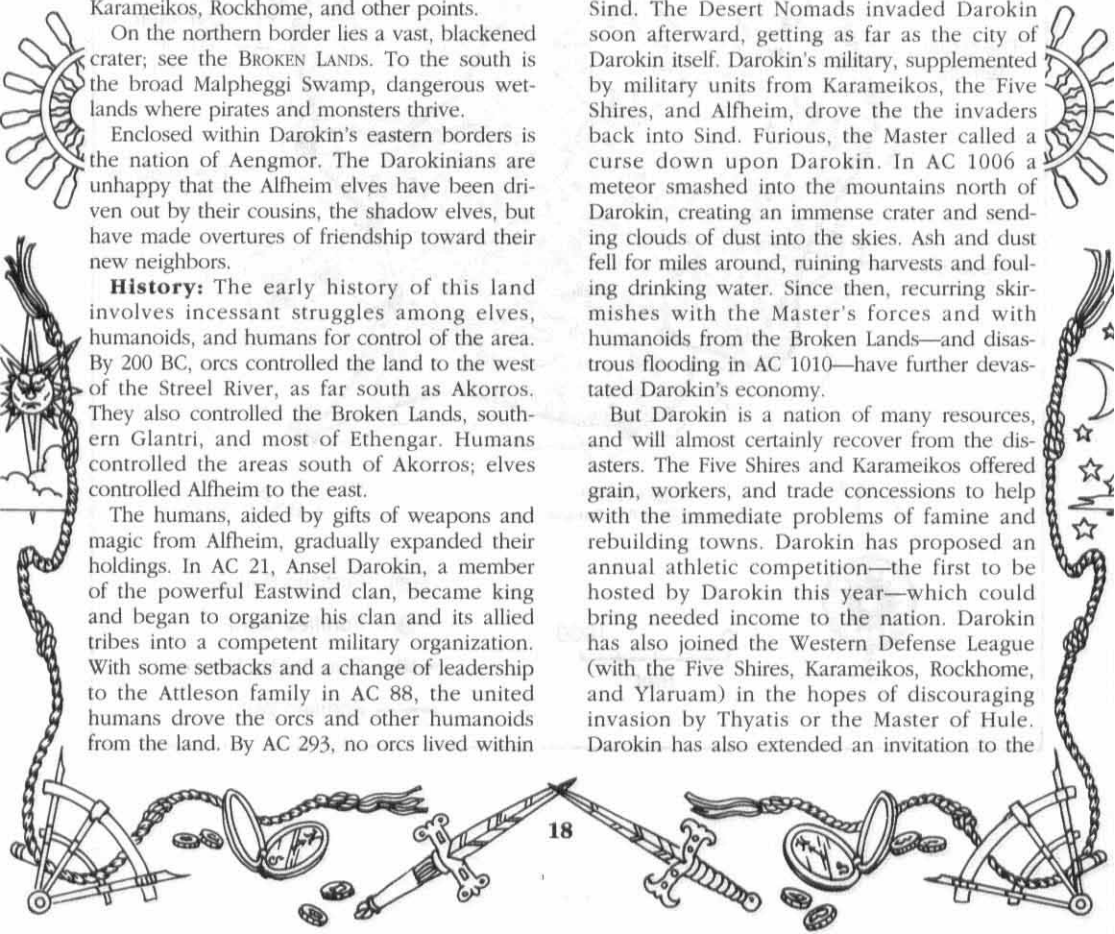 Karameikos, Rockhome, and other points.
On the northern border lies a vast, blackened
crater; see the BROKEN LANDS. To the south is
the broad Malpheggi Swamp, dangerous wet-
lands where pirates and monsters thrive.
Enclosed within Darokin's eastern borders is
the nation of Aengmor. The Darokinians are
unhappy that the Alfheim elves have been dri-
ven out by their cousins, the shadow elves, but
have made overtures of friendship toward their
new neighbors.
History: The early history of this land
involves incessant struggles among elves,
humanoids, and humans for control of the area.
By 200 BC, orcs controlled the land to the west
of the Streel River, as far south as Akorros.
They also controlled the Broken Lands, south-
ern Glantri, and most of Ethengar. Humans
controlled the areas south of Akorros; elves
controlled Alfheim to the east.
The humans, aided by gifts of weapons and
magic from Alfheim, gradually expanded their
holdings. In AC 21, Ansel Darokin, a member
of the powerful Eastwind clan, became king
and began to organize his clan and its allied
tribes into a competent military organization.
With some setbacks and a change of leadership
to the Attleson family in AC 88, the united
humans drove the orcs and other humanoids
from the land. By AC 293, no orcs lived within
Sind. The Desert Nomads invaded Darokin
soon afterward, getting as far as the city of
Darokin itself. Darokin's military, supplemented
by military units from Karameikos, the Five
Shires, and Alfheim, drove the the invaders
back into Sind. Furious, the Master called a
curse down upon Darokin. In AC 1006 a
meteor smashed into the mountains north of
Darokin, creating an immense crater and send-
ing clouds of dust into the skies. Ash and dust
fell for miles around, ruining harvests and foul-
ing drinking water. Since then, recurring skir-
mishes with the Master's forces and with
humanoids from the Broken Lands—and disas-
trous flooding in AC 1010—have further devas-
tated Darokin's economy.
But Darokin is a nation of many resources,
and will almost certainly recover from the dis-
asters. The Five Shires and Karameikos offered
grain, workers, and trade concessions to help
with the immediate problems of famine and
rebuilding towns. Darokin has proposed an
annual athletic competition—the first to be
hosted by Darokin this year—which could
bring needed income to the nation. Darokin
has also joined the Western Defense League
(with the Five Shires, Karameikos, Rockhome,
and Ylaruam) in the hopes of discouraging
invasion by Thyatis or the Master of Hule.
Darokin has also extended an invitation to the
18